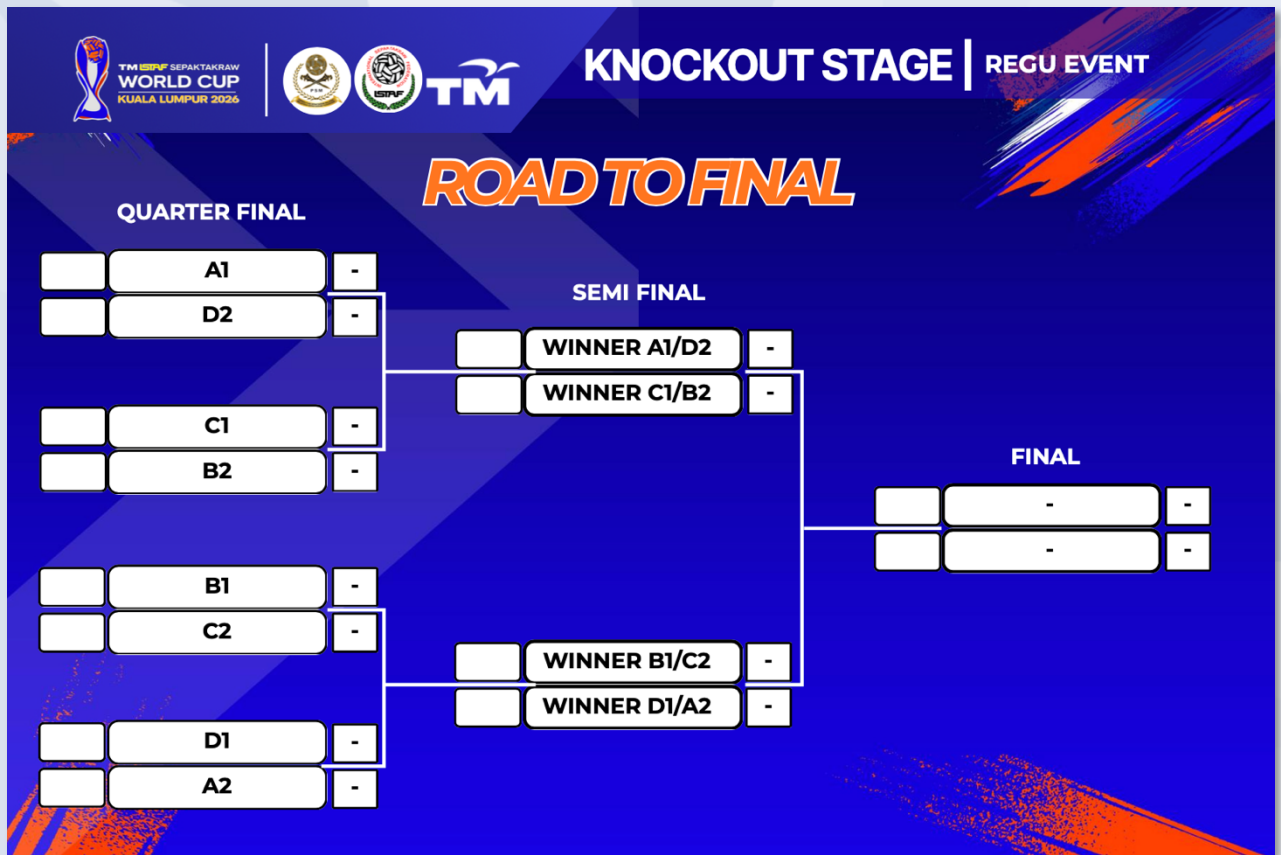 TM ISTAF SEPAKTAKRAW
WORLD CUP
KUALA LUMPUR 2026
PSM
ISTAF
TM
KNOCKOUT STAGE | REGU EVENT
ROAD TO FINAL
QUARTER FINAL
A1 -
D2 -
C1 -
B2 -
B1 -
C2 -
D1 -
A2 -
SEMI FINAL
WINNER A1/D2 -
WINNER C1/B2 -
WINNER B1/C2 -
WINNER D1/A2 -
FINAL
- -
- -